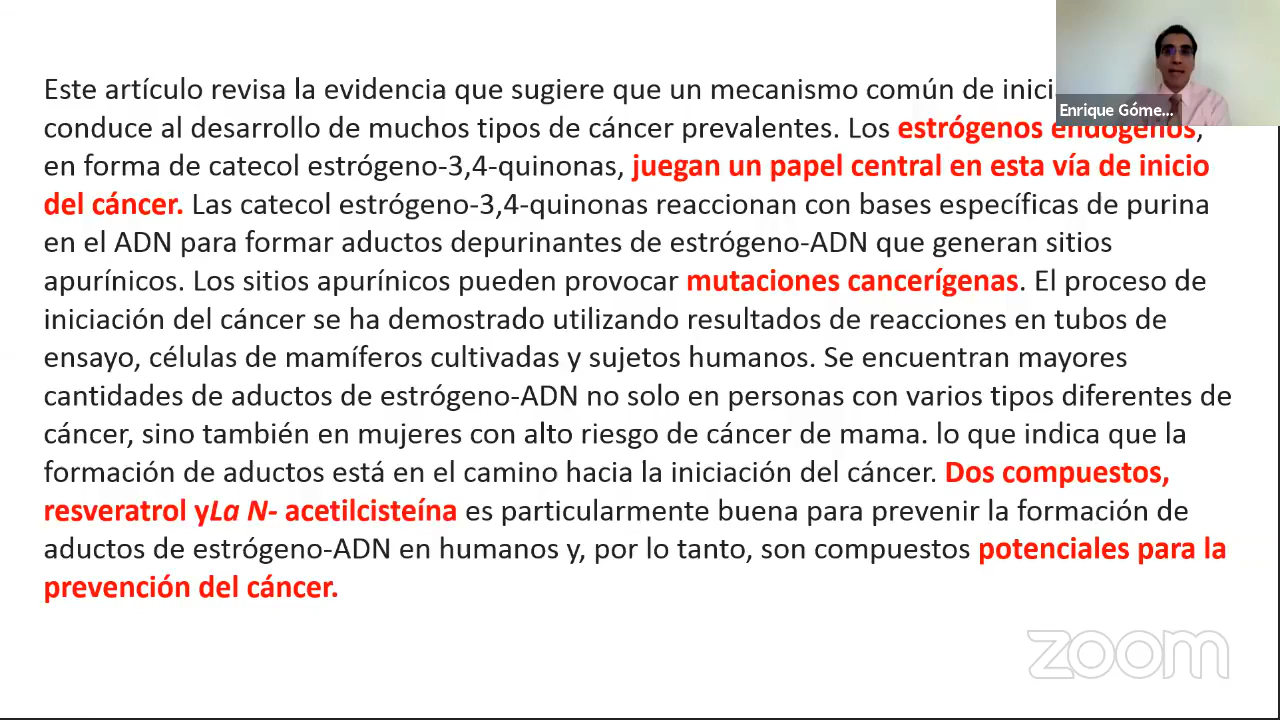 Este artículo revisa la evidencia que sugiere que un mecanismo común de inici
conduce al desarrollo de muchos tipos de cáncer prevalentes. Los estrógenos endógenos,
en forma de catecol estrógeno-3,4-quinonas, juegan un papel central en esta vía de inicio
del cáncer. Las catecol estrógeno-3,4-quinonas reaccionan con bases específicas de purina
en el ADN para formar aductos depurinantes de estrógeno-ADN que generan sitios
apurínicos. Los sitios apurínicos pueden provocar mutaciones cancerígenas. El proceso de
iniciación del cáncer se ha demostrado utilizando resultados de reacciones en tubos de
ensayo, células de mamíferos cultivadas y sujetos humanos. Se encuentran mayores
cantidades de aductos de estrógeno-ADN no solo en personas con varios tipos diferentes de
cáncer, sino también en mujeres con alto riesgo de cáncer de mama. lo que indica que la
formación de aductos está en el camino hacia la iniciación del cáncer. Dos compuestos,
resveratrol yLa N- acetilcisteína es particularmente buena para prevenir la formación de
aductos de estrógeno-ADN en humanos y, por lo tanto, son compuestos potenciales para la
prevención del cáncer.
Enrique Góme...
zoom